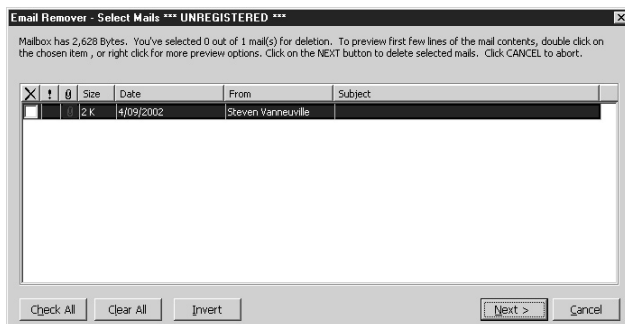 Email Remover - Select Mails *** UNREGISTERED ***
Mailbox has 2,628 Bytes. You've selected 0 out of 1 mail(s) for deletion. To preview first few lines of the mail contents, double click on
the chosen item , or right click for more preview options. Click on the NEXT button to delete selected mails. Click CANCEL to abort.
X ! Size Date From Subject
2 K 4/09/2002 Steven Vanneuville
Check All Clear All Invert Next > Cancel